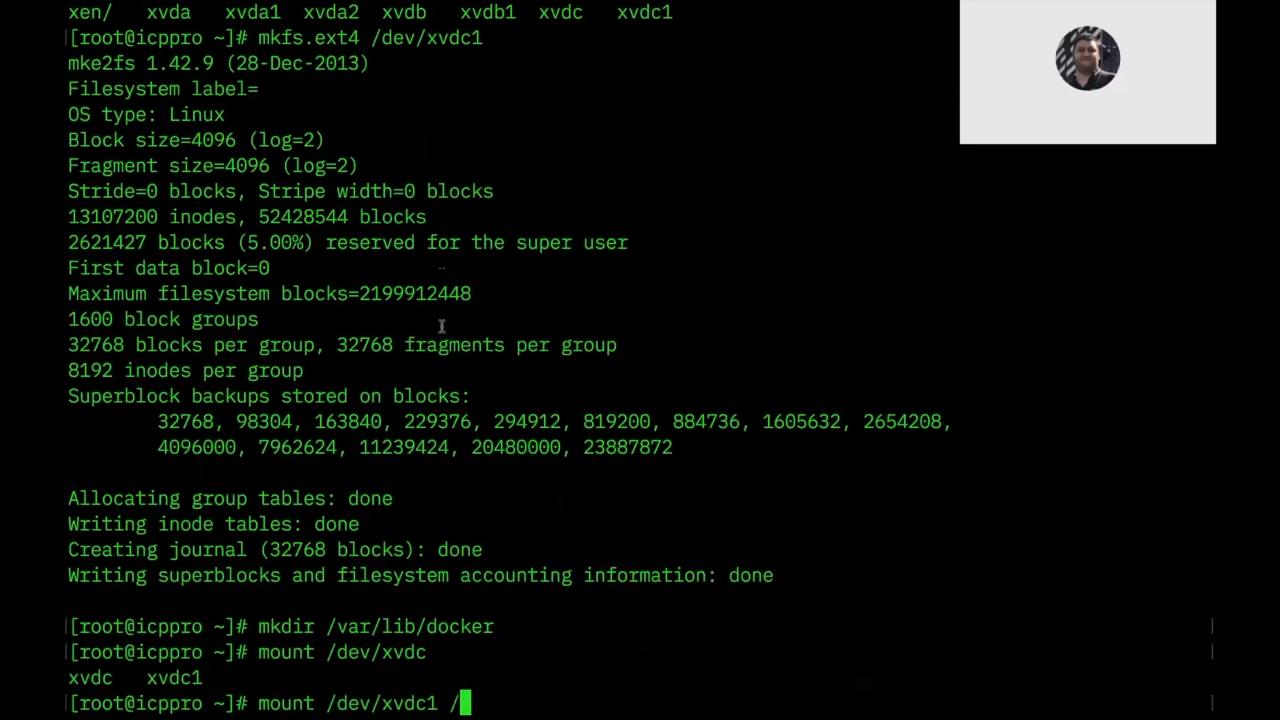 xen/ xvda xvda1 xvda2 xvdb xvdb1 xvdc xvdc1
[root@icppro ~]# mkfs.ext4 /dev/xvdc1
mke2fs 1.42.9 (28-Dec-2013)
Filesystem label=
OS type: Linux
Block size=4096 (log=2)
Fragment size=4096 (log=2)
Stride=0 blocks, Stripe width=0 blocks
13107200 inodes, 52428544 blocks
2621427 blocks (5.00%) reserved for the super user
First data block=0
Maximum filesystem blocks=2199912448
1600 block groups
32768 blocks per group, 32768 fragments per group
8192 inodes per group
Superblock backups stored on blocks:
32768, 98304, 163840, 229376, 294912, 819200, 884736, 1605632, 2654208,
4096000, 7962624, 11239424, 20480000, 23887872
Allocating group tables: done
Writing inode tables: done
Creating journal (32768 blocks): done
Writing superblocks and filesystem accounting information: done
[root@icppro ~]# mkdir /var/lib/docker
[root@icppro ~]# mount /dev/xvdc
xvdc xvdc1
[root@icppro ~]# mount /dev/xvdc1 /